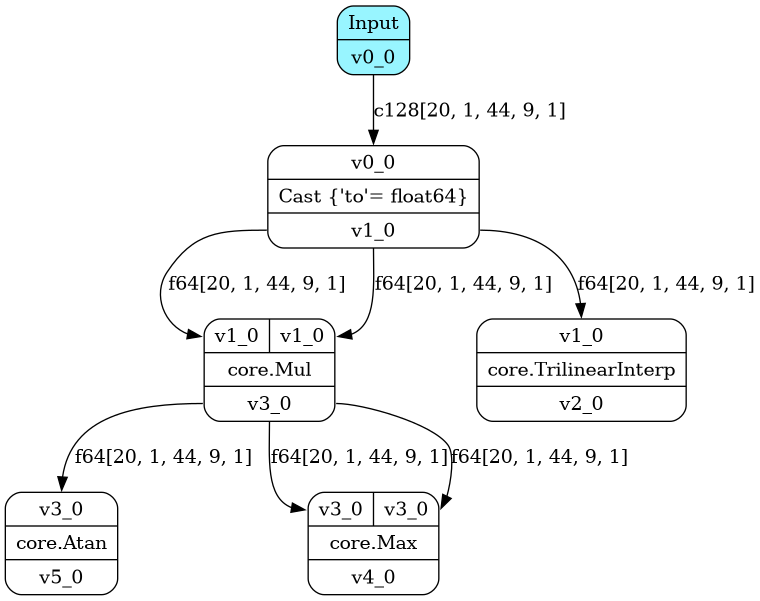 Input
v0_0
c128[20, 1, 44, 9, 1]
v0_0
Cast {'to'= float64}
v1_0
f64[20, 1, 44, 9, 1]
f64[20, 1, 44, 9, 1]
f64[20, 1, 44, 9, 1]
v1_0
v1_0
core.Mul
v3_0
v1_0
core.TrilinearInterp
v2_0
f64[20, 1, 44, 9, 1]
f64[20, 1, 44, 9, 1]
f64[20, 1, 44, 9, 1]
v3_0
core.Atan
v5_0
v3_0
v3_0
core.Max
v4_0